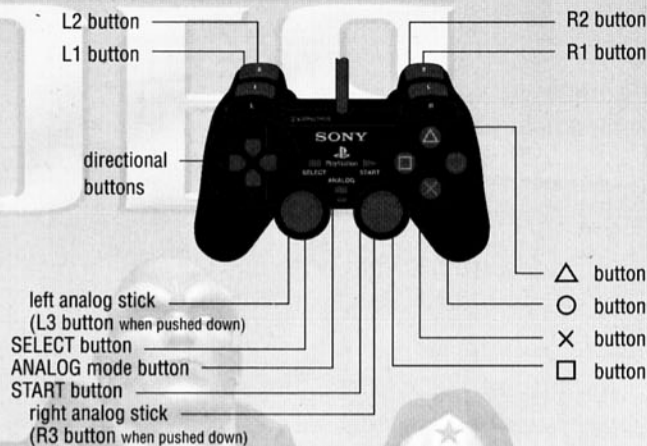 L2 button
L1 button
directional
buttons
left analog stick
(L3 button when pushed down)
SELECT button
ANALOG mode button
START button
right analog stick
(R3 button when pushed down)
SONY
PlayStation
SELECT
START
ANALOG
R2 button
R1 button
△ button
○ button
✕ button
□ button